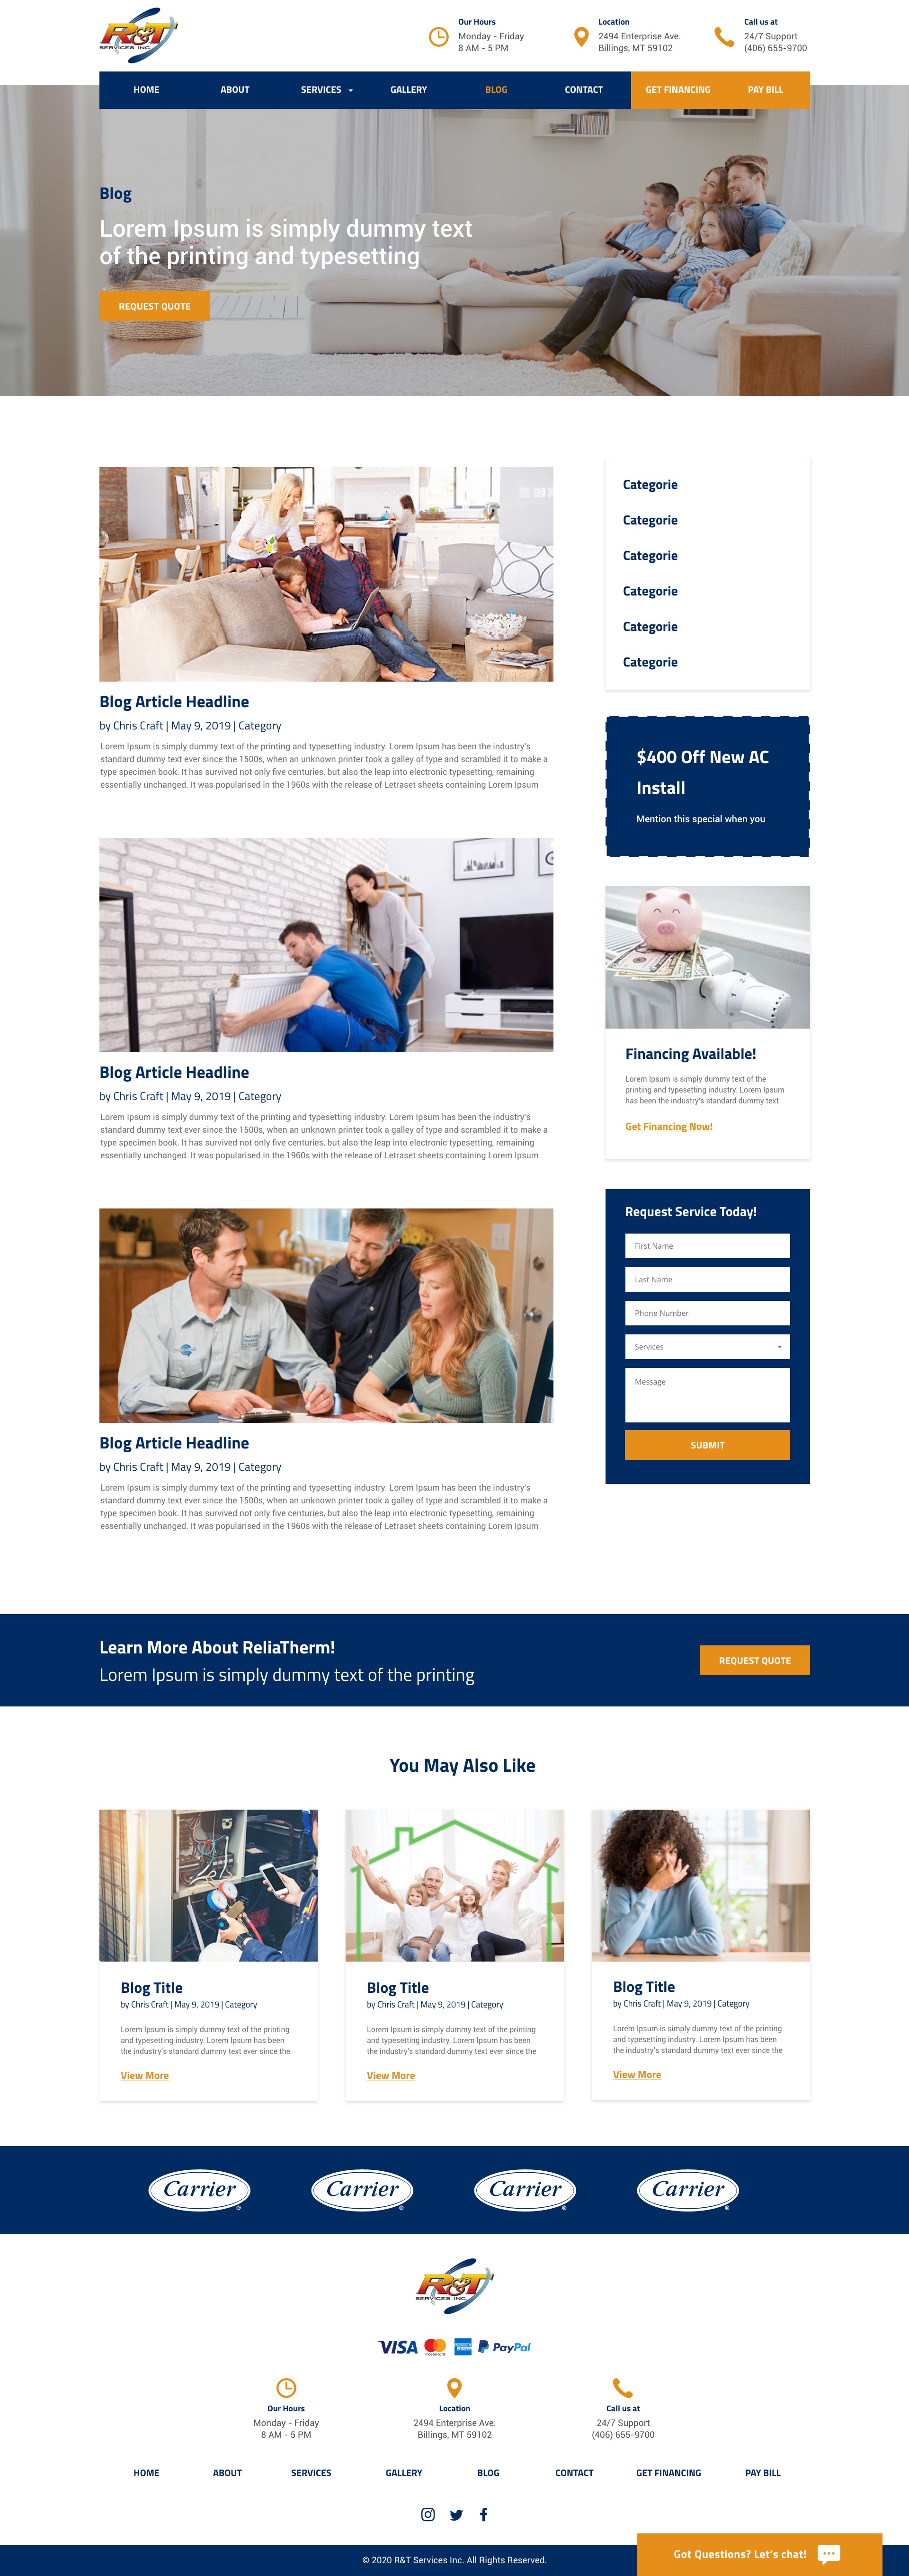 R&T
SERVICES INC.
Our Hours
Monday - Friday
8 AM - 5 PM
Location
2494 Enterprise Ave.
Billings, MT 59102
Call us at
24/7 Support
(406) 655-9700
HOME
ABOUT
SERVICES
GALLERY
BLOG
CONTACT
GET FINANCING
PAY BILL
Blog
Lorem Ipsum is simply dummy text
of the printing and typesetting
REQUEST QUOTE
Blog Article Headline
by Chris Craft | May 9, 2019 | Category
Lorem Ipsum is simply dummy text of the printing and typesetting industry. Lorem Ipsum has been the industry's
standard dummy text ever since the 1500s, when an unknown printer took a galley of type and scrambled it to make a
type specimen book. It has survived not only five centuries, but also the leap into electronic typesetting, remaining
essentially unchanged. It was popularised in the 1960s with the release of Letraset sheets containing Lorem Ipsum
Blog Article Headline
by Chris Craft | May 9, 2019 | Category
Lorem Ipsum is simply dummy text of the printing and typesetting industry. Lorem Ipsum has been the industry's
standard dummy text ever since the 1500s, when an unknown printer took a galley of type and scrambled it to make a
type specimen book. It has survived not only five centuries, but also the leap into electronic typesetting, remaining
essentially unchanged. It was popularised in the 1960s with the release of Letraset sheets containing Lorem Ipsum
Blog Article Headline
by Chris Craft | May 9, 2019 | Category
Lorem Ipsum is simply dummy text of the printing and typesetting industry. Lorem Ipsum has been the industry's
standard dummy text ever since the 1500s, when an unknown printer took a galley of type and scrambled it to make a
type specimen book. It has survived not only five centuries, but also the leap into electronic typesetting, remaining
essentially unchanged. It was popularised in the 1960s with the release of Letraset sheets containing Lorem Ipsum
Categorie
Categorie
Categorie
Categorie
Categorie
Categorie
$400 Off New AC
Install
Mention this special when you
Financing Available!
Lorem Ipsum is simply dummy text of the
printing and typesetting industry. Lorem Ipsum
has been the industry's standard dummy text
Get Financing Now!
Request Service Today!
First Name
Last Name
Phone Number
Services
Message
SUBMIT
Learn More About ReliaTherm!
Lorem Ipsum is simply dummy text of the printing
REQUEST QUOTE
You May Also Like
Blog Title
by Chris Craft | May 9, 2019 | Category
Lorem Ipsum is simply dummy text of the printing
and typesetting industry. Lorem Ipsum has been
the industry's standard dummy text ever since the
View More
Blog Title
by Chris Craft | May 9, 2019 | Category
Lorem Ipsum is simply dummy text of the printing
and typesetting industry. Lorem Ipsum has been
the industry's standard dummy text ever since the
View More
Blog Title
by Chris Craft | May 9, 2019 | Category
Lorem Ipsum is simply dummy text of the printing
and typesetting industry. Lorem Ipsum has been
the industry's standard dummy text ever since the
View More
Carrier
Carrier
Carrier
Carrier
R&T
SERVICES INC.
VISA
mastercard
PayPal
Our Hours
Monday - Friday
8 AM - 5 PM
Location
2494 Enterprise Ave.
Billings, MT 59102
Call us at
24/7 Support
(406) 655-9700
HOME
ABOUT
SERVICES
GALLERY
BLOG
CONTACT
GET FINANCING
PAY BILL
© 2020 R&T Services Inc. All Rights Reserved.
Got Questions? Let's chat!